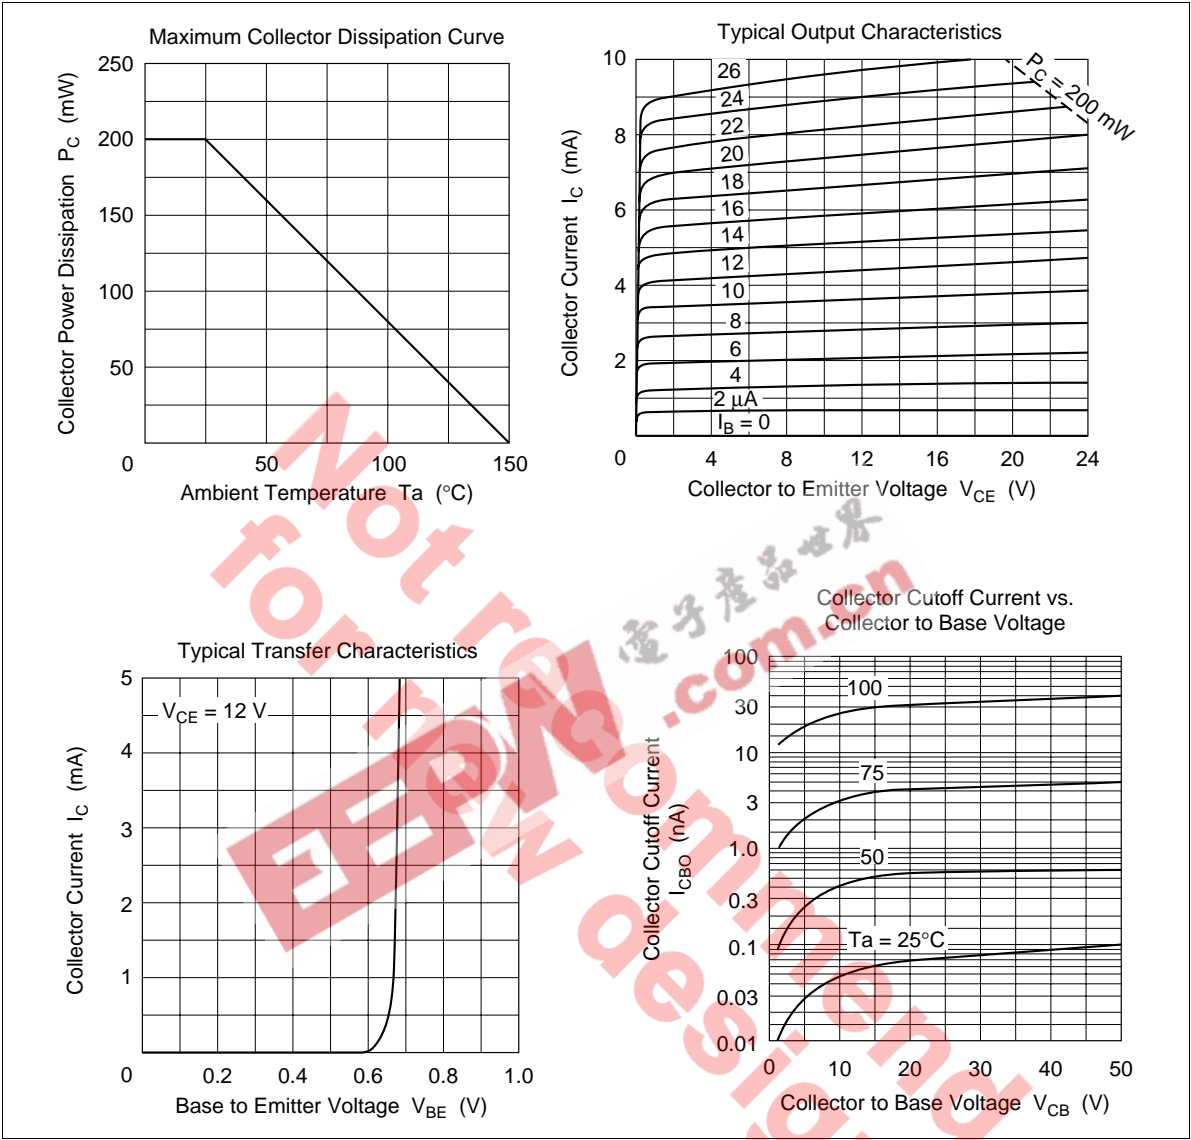 Maximum Collector Dissipation Curve
Collector Power Dissipation PC (mW)
250
200
150
100
50
0
50
100
150
Ambient Temperature Ta (°C)
Typical Output Characteristics
Collector Current IC (mA)
10
8
6
4
2
0
4
8
12
16
20
24
Collector to Emitter Voltage VCE (V)
PC = 200 mW
26
24
22
20
18
16
14
12
10
8
6
4
2 μA
IB = 0
Typical Transfer Characteristics
Collector Current IC (mA)
5
4
3
2
1
0
0.2
0.4
0.6
0.8
1.0
VCE = 12 V
Base to Emitter Voltage VBE (V)
Collector Cutoff Current vs.
Collector to Base Voltage
Collector Cutoff Current
ICBO (nA)
100
30
10
3
1.0
0.3
0.1
0.03
0.01
0
10
20
30
40
50
100
75
50
Ta = 25°C
Collector to Base Voltage VCB (V)
Not recommend
for new design
EEPW
.com.cn
電子產品世界